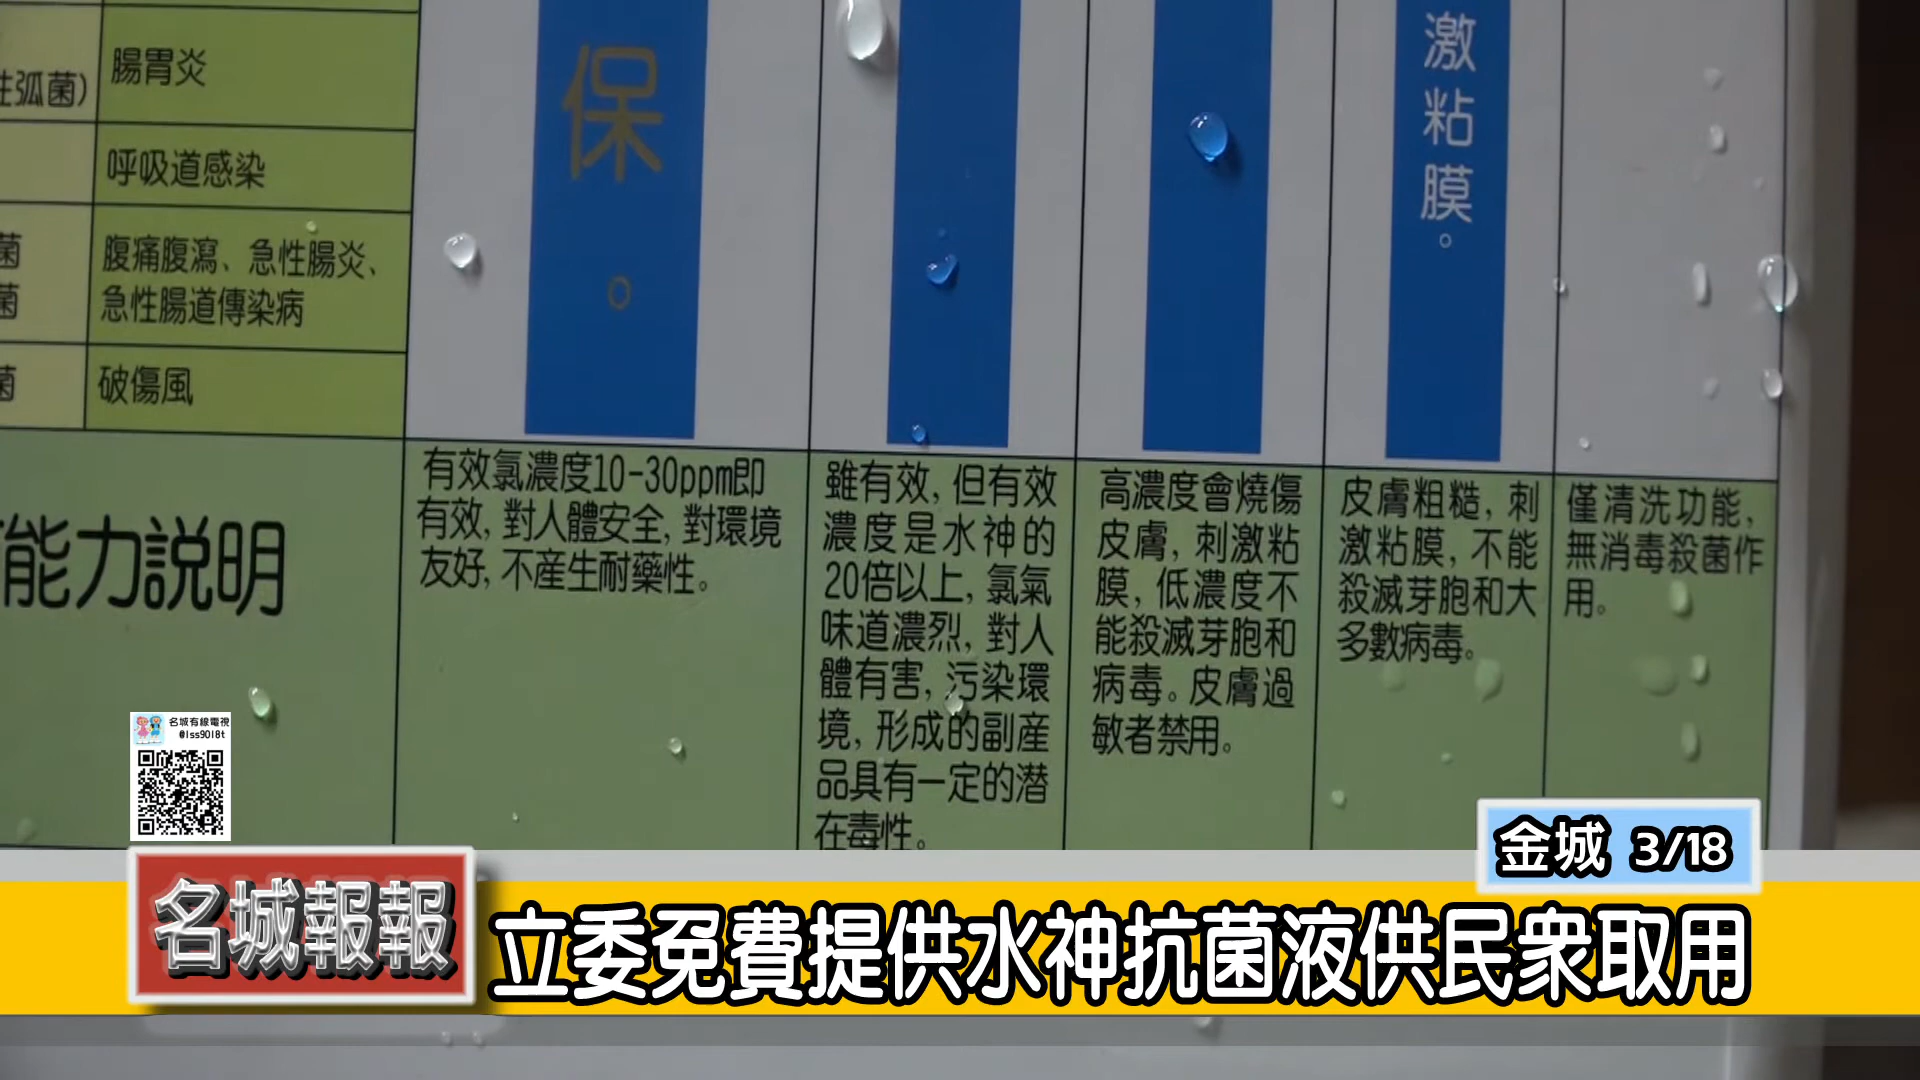 性弧菌)
腸胃炎
呼吸道感染
菌
菌
腹痛腹瀉、急性腸炎、
急性腸道傳染病
菌
破傷風
保。
激粘膜。
能力説明
有效氯濃度10-30ppm即
有效,對人體安全,對環境
友好,不産生耐藥性。
雖有效,但有效
濃度是水神的
20倍以上,氯氣
味道濃烈,對人
體有害,污染環
境,形成的副産
品具有一定的潛
在毒性。
高濃度會燒傷
皮膚,刺激粘
膜,低濃度不
能殺滅芽胞和
病毒。皮膚過
敏者禁用。
皮膚粗糙,刺
激粘膜,不能
殺滅芽胞和大
多數病毒。
僅清洗功能,
無消毒殺菌作
用。
名城有線電視
@lss9018t
金城 3/18
名城報報
立委免費提供水神抗菌液供民眾取用